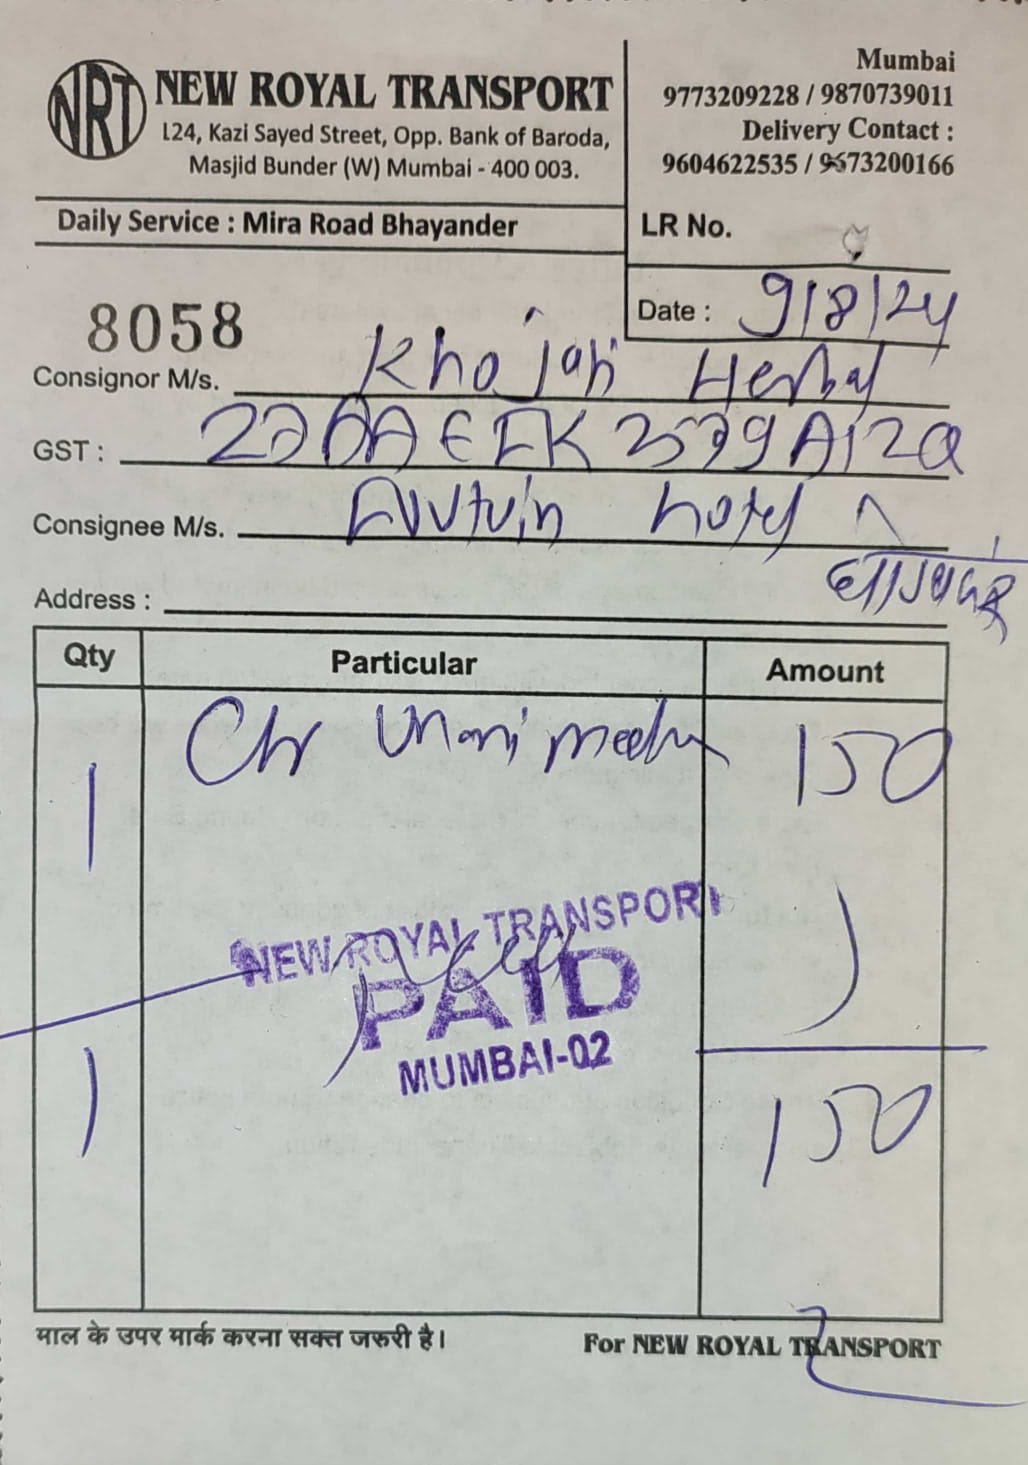 NRT
NEW ROYAL TRANSPORT
124, Kazi Sayed Street, Opp. Bank of Baroda,
Masjid Bunder (W) Mumbai - 400 003.
Mumbai
9773209228 / 9870739011
Delivery Contact :
9604622535 / 9673200166
Daily Service : Mira Road Bhayander
LR No.
Date : 9/8/24
8058
Consignor M/s. Khojati Herbal
GST :
Consignee M/s. hotel
Address :
Qty Particular Amount
1 150
NEW ROYAL TRANSPORT
PAID
MUMBAI-02
1 150
माल के उपर मार्क करना सक्त जरुरी है।
For NEW ROYAL TRANSPORT